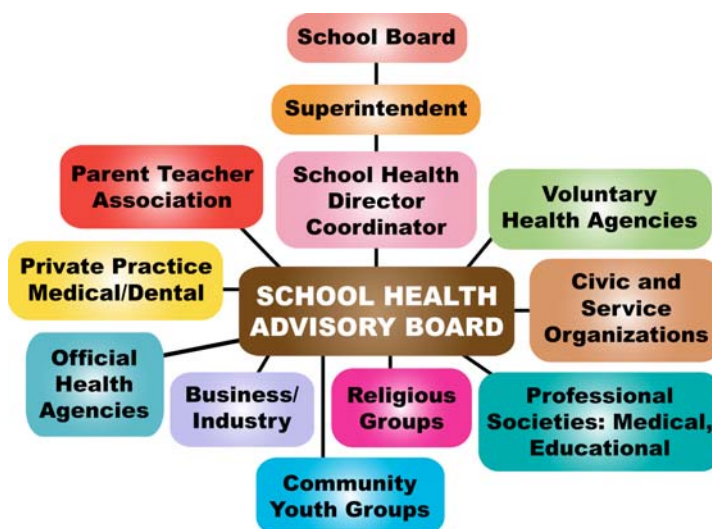 School Board
Superintendent
School Health
Director
Coordinator
Parent Teacher
Association
Voluntary
Health Agencies
Private Practice
Medical/Dental
SCHOOL HEALTH
ADVISORY BOARD
Civic and
Service
Organizations
Official
Health
Agencies
Business/
Industry
Religious
Groups
Professional
Societies: Medical,
Educational
Community
Youth Groups